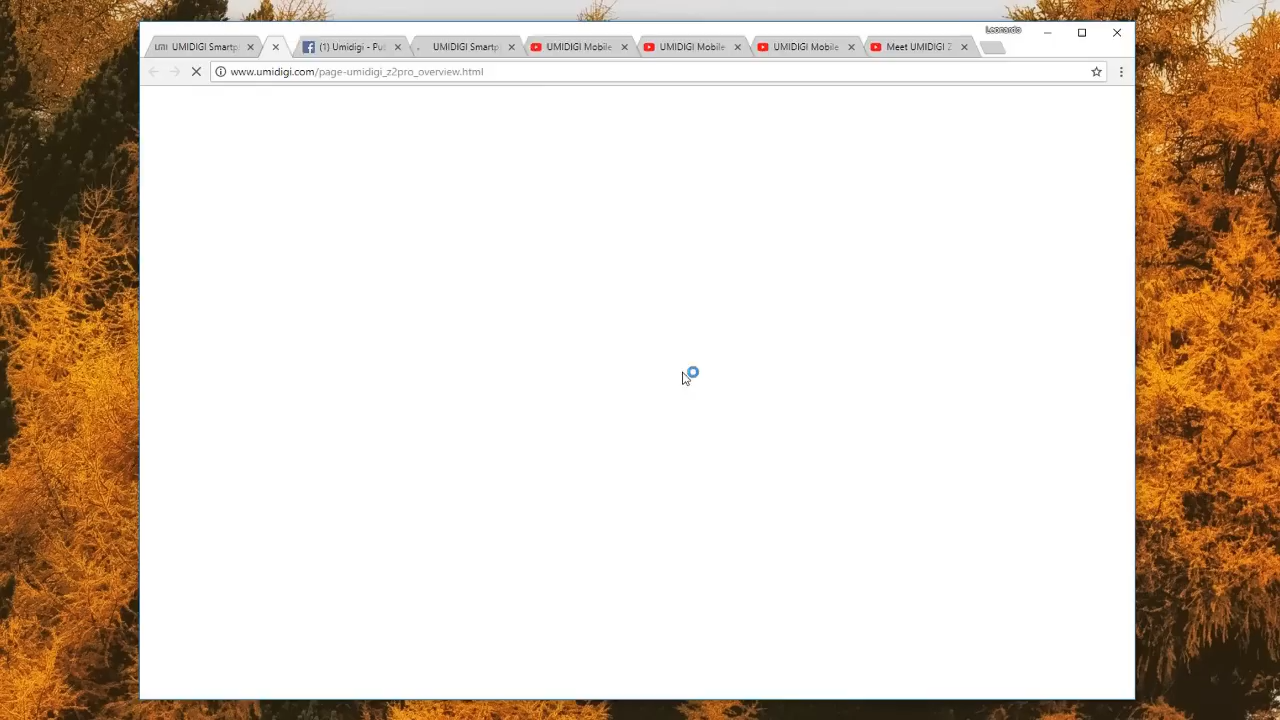 Leonardo
UMIDIGI Smartp
(1) Umidigi - Pu
UMIDIGI Smartp
UMIDIGI Mobile
UMIDIGI Mobile
UMIDIGI Mobile
Meet UMIDIGI Z
www.umidigi.com/page-umidigi_z2pro_overview.html